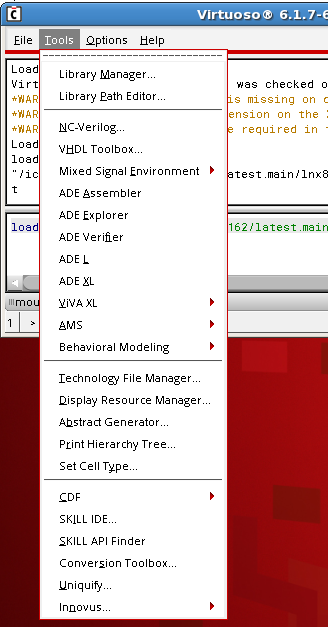 Virtuoso® 6.1.7-6
File Tools Options Help
Load
Virt was checked o
*WAR is missing on
*WAR ension on the
*WAR e required in
Load
load
"/ic atest.main/lnx8
t
load 162/latest.main
mou
1 >
Library Manager...
Library Path Editor...
NC-Verilog...
VHDL Toolbox...
Mixed Signal Environment
ADE Assembler
ADE Explorer
ADE Verifier
ADE L
ADE XL
ViVA XL
AMS
Behavioral Modeling
Technology File Manager...
Display Resource Manager...
Abstract Generator...
Print Hierarchy Tree...
Set Cell Type...
CDF
SKILL IDE...
SKILL API Finder
Conversion Toolbox...
Uniquify...
Innovus...